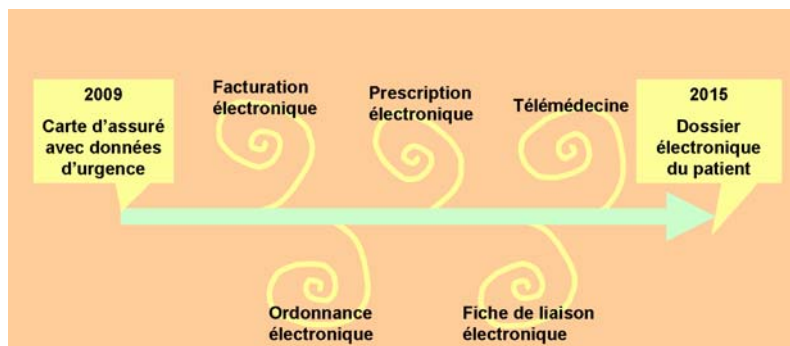 2009
Carte d'assuré
avec données
d'urgence
Facturation
électronique
Prescription
électronique
Télémédecine
2015
Dossier
électronique
du patient
Ordonnance
électronique
Fiche de liaison
électronique